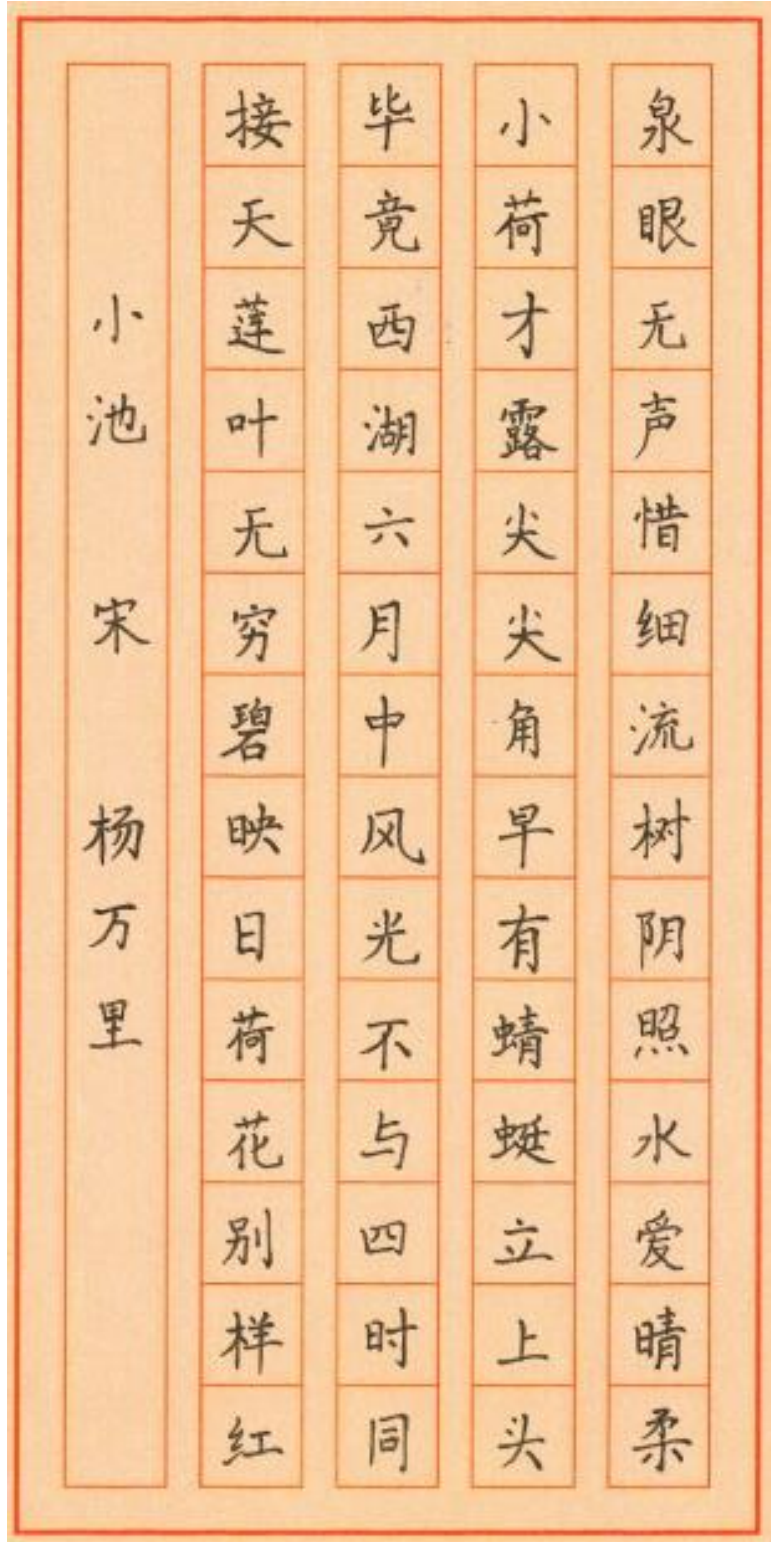 泉眼无声惜细流树阴照水爱晴柔
小荷才露尖尖角早有蜻蜓立上头
毕竟西湖六月中风光不与四时同
接天莲叶无穷碧映日荷花别样红
小池 宋 杨万里